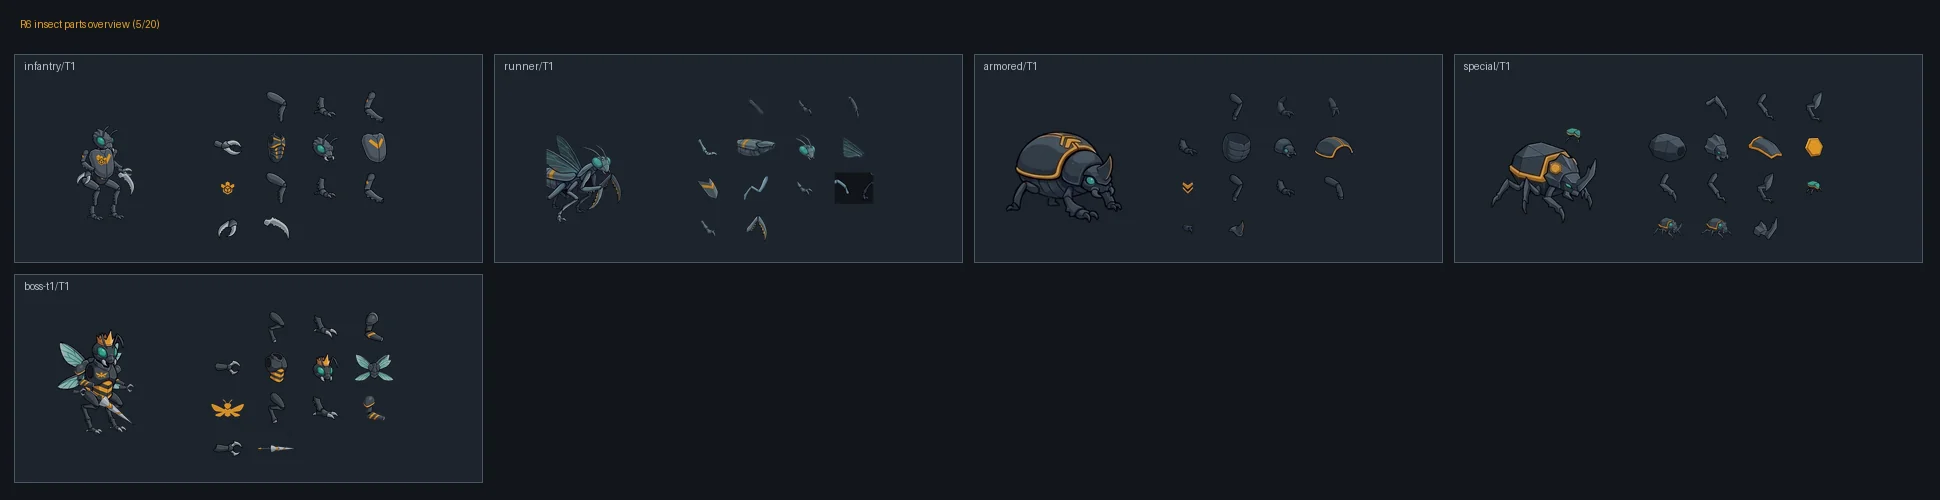 R6 insect parts overview (5/20)
infantry/T1
runner/T1
armored/T1
special/T1
boss-t1/T1